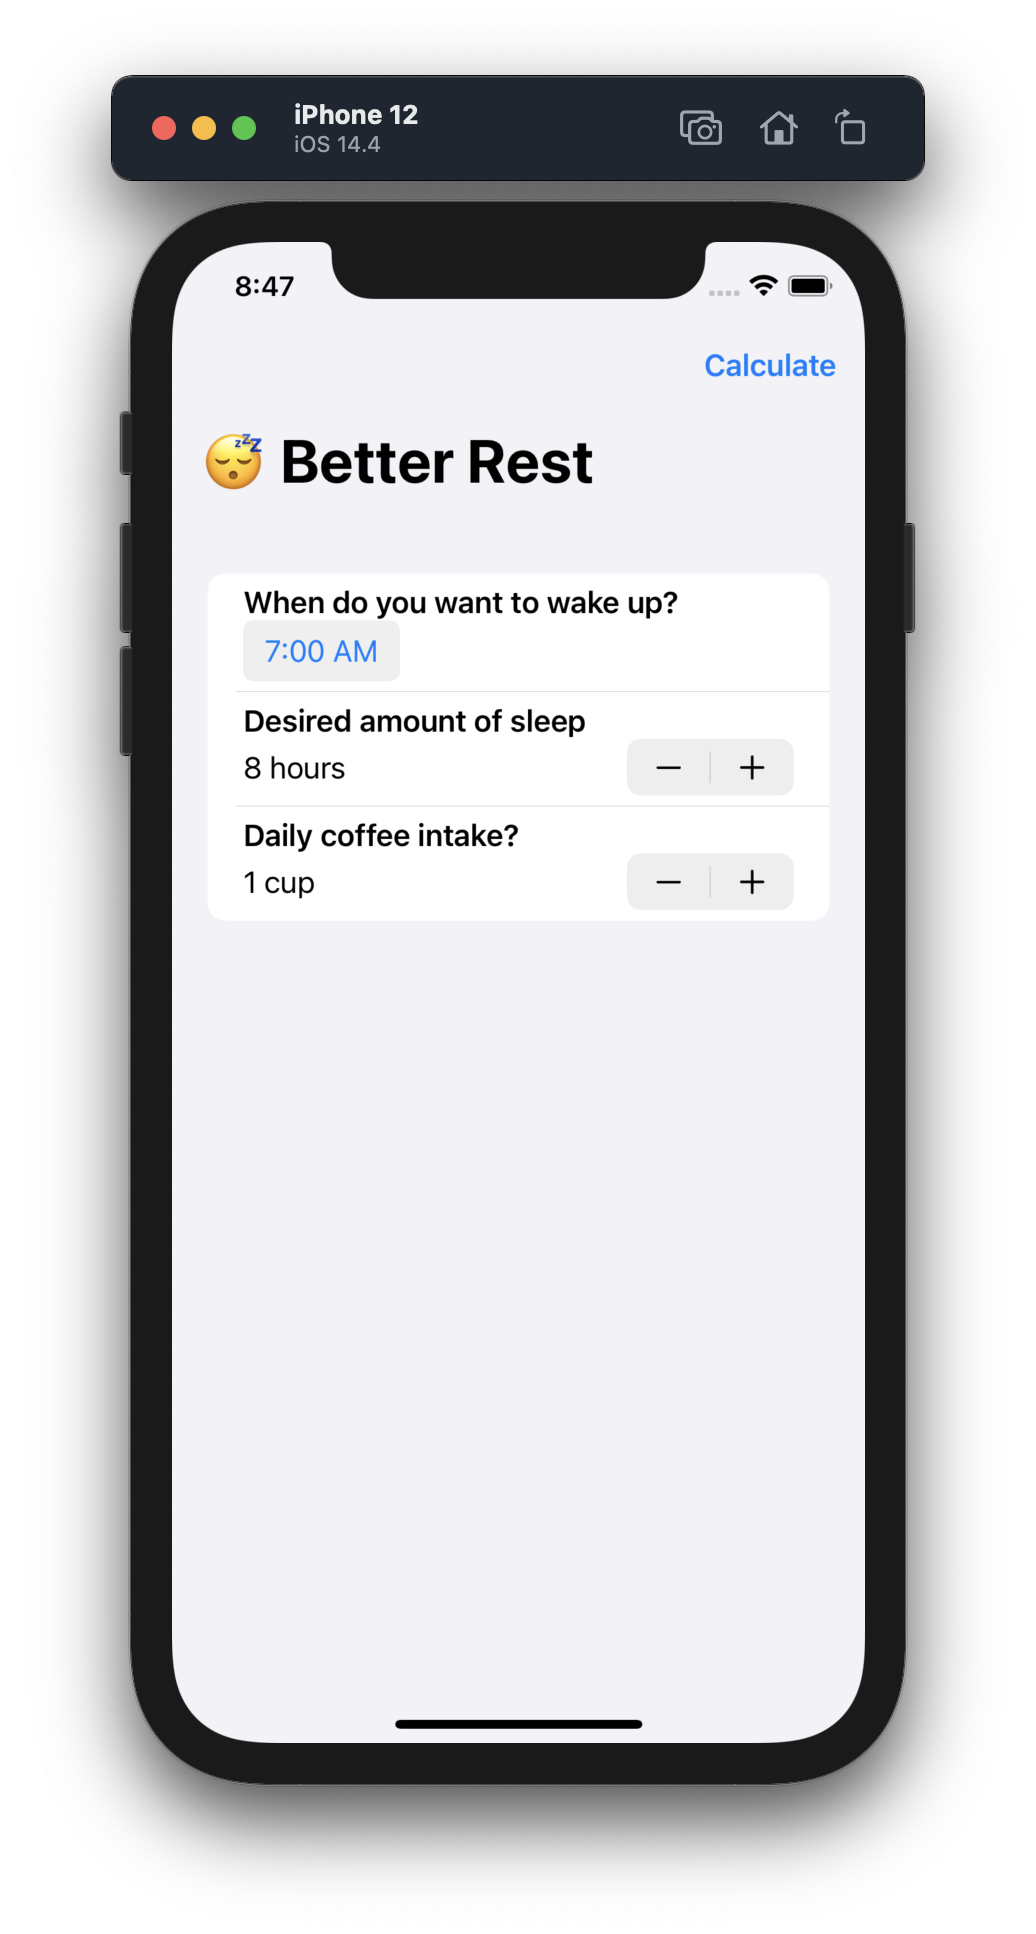 iPhone 12
iOS 14.4
8:47
Calculate
😴 Better Rest
When do you want to wake up?
7:00 AM
Desired amount of sleep
8 hours
Daily coffee intake?
1 cup